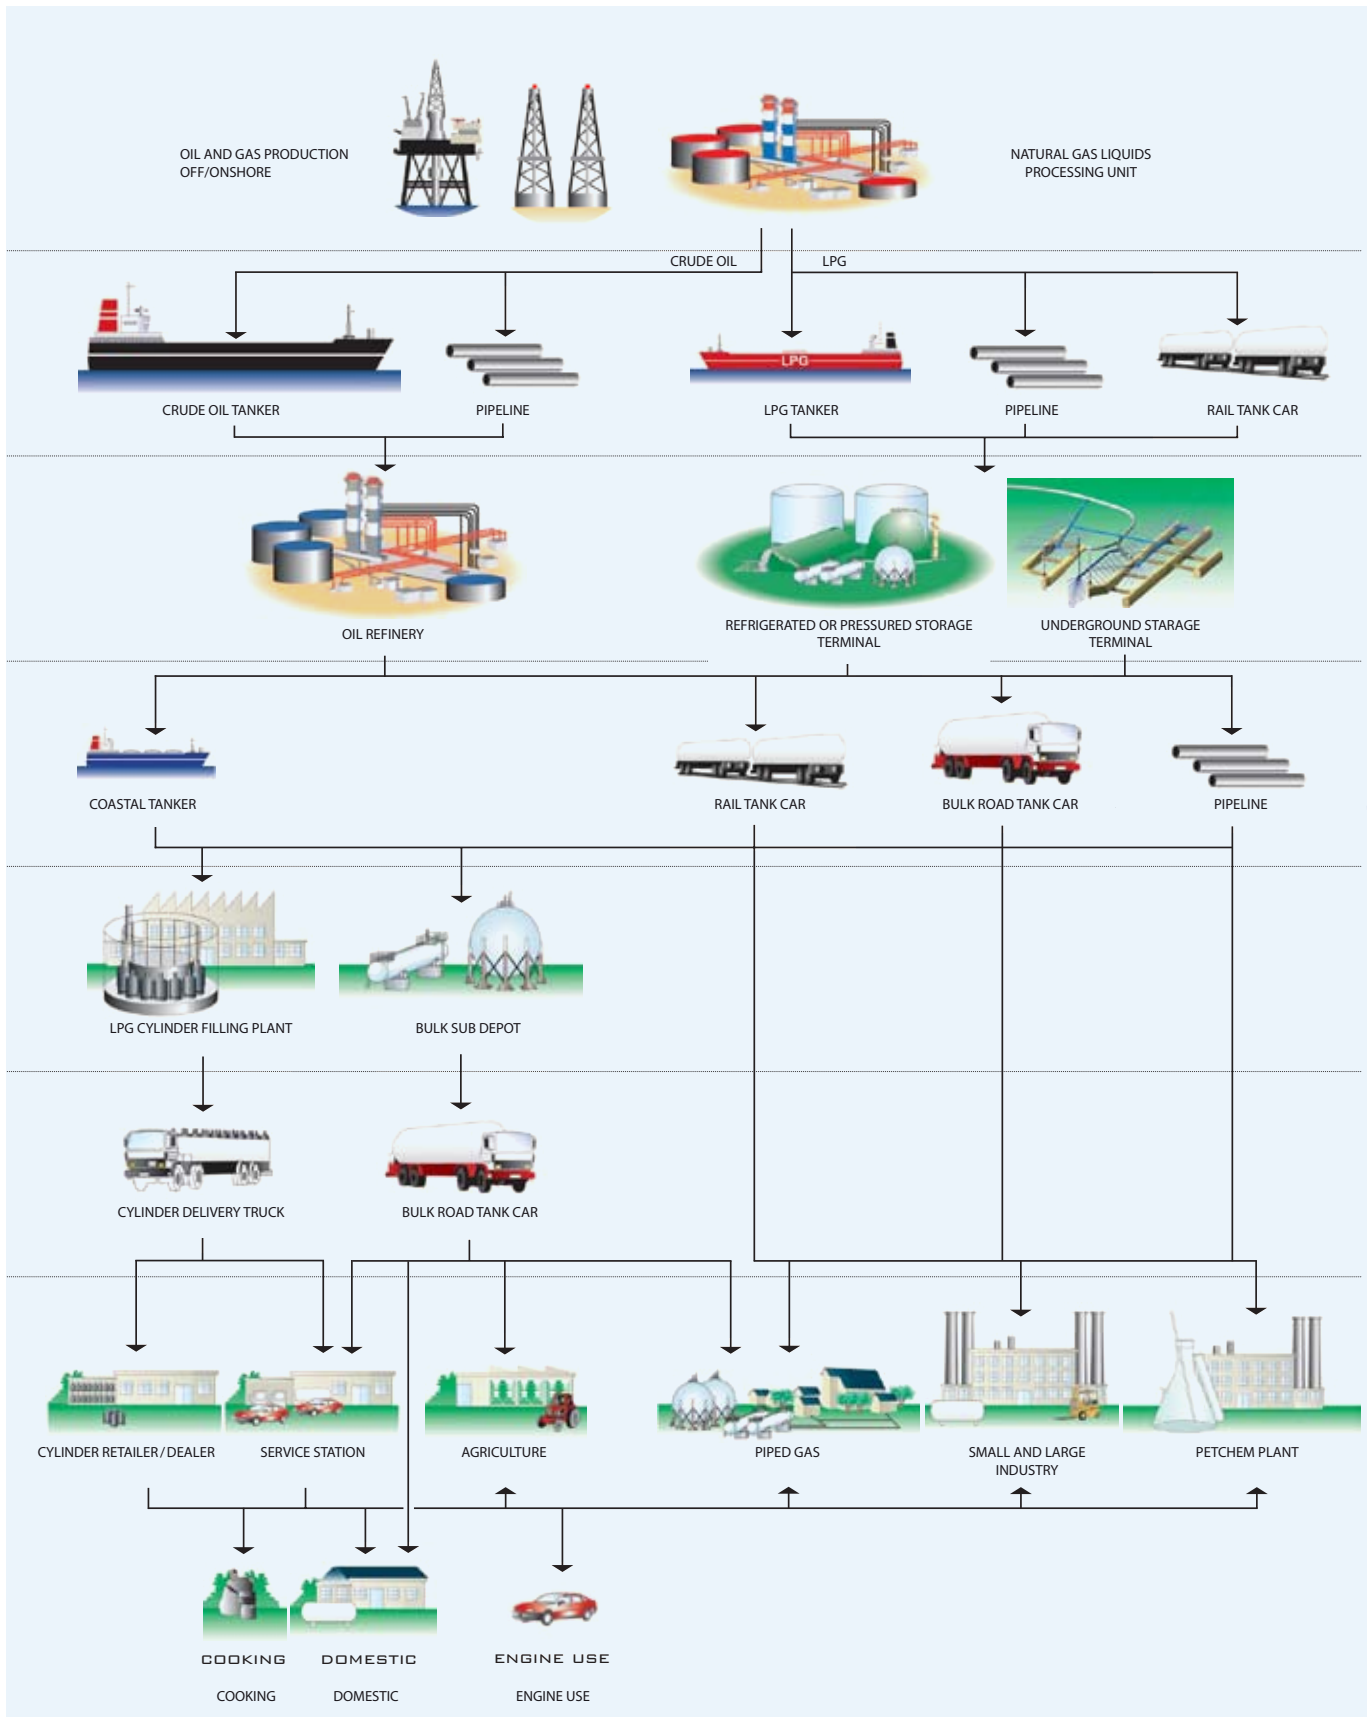 OIL AND GAS PRODUCTION
OFF/ONSHORE
NATURAL GAS LIQUIDS
PROCESSING UNIT
CRUDE OIL
LPG
LPG
CRUDE OIL TANKER
PIPELINE
LPG TANKER
PIPELINE
RAIL TANK CAR
OIL REFINERY
REFRIGERATED OR PRESSURED STORAGE
TERMINAL
UNDERGROUND STARAGE
TERMINAL
COASTAL TANKER
RAIL TANK CAR
BULK ROAD TANK CAR
PIPELINE
LPG CYLINDER FILLING PLANT
BULK SUB DEPOT
CYLINDER DELIVERY TRUCK
BULK ROAD TANK CAR
CYLINDER RETAILER/DEALER
SERVICE STATION
AGRICULTURE
PIPED GAS
SMALL AND LARGE
INDUSTRY
PETCHEM PLANT
COOKING
DOMESTIC
ENGINE USE
COOKING
DOMESTIC
ENGINE USE